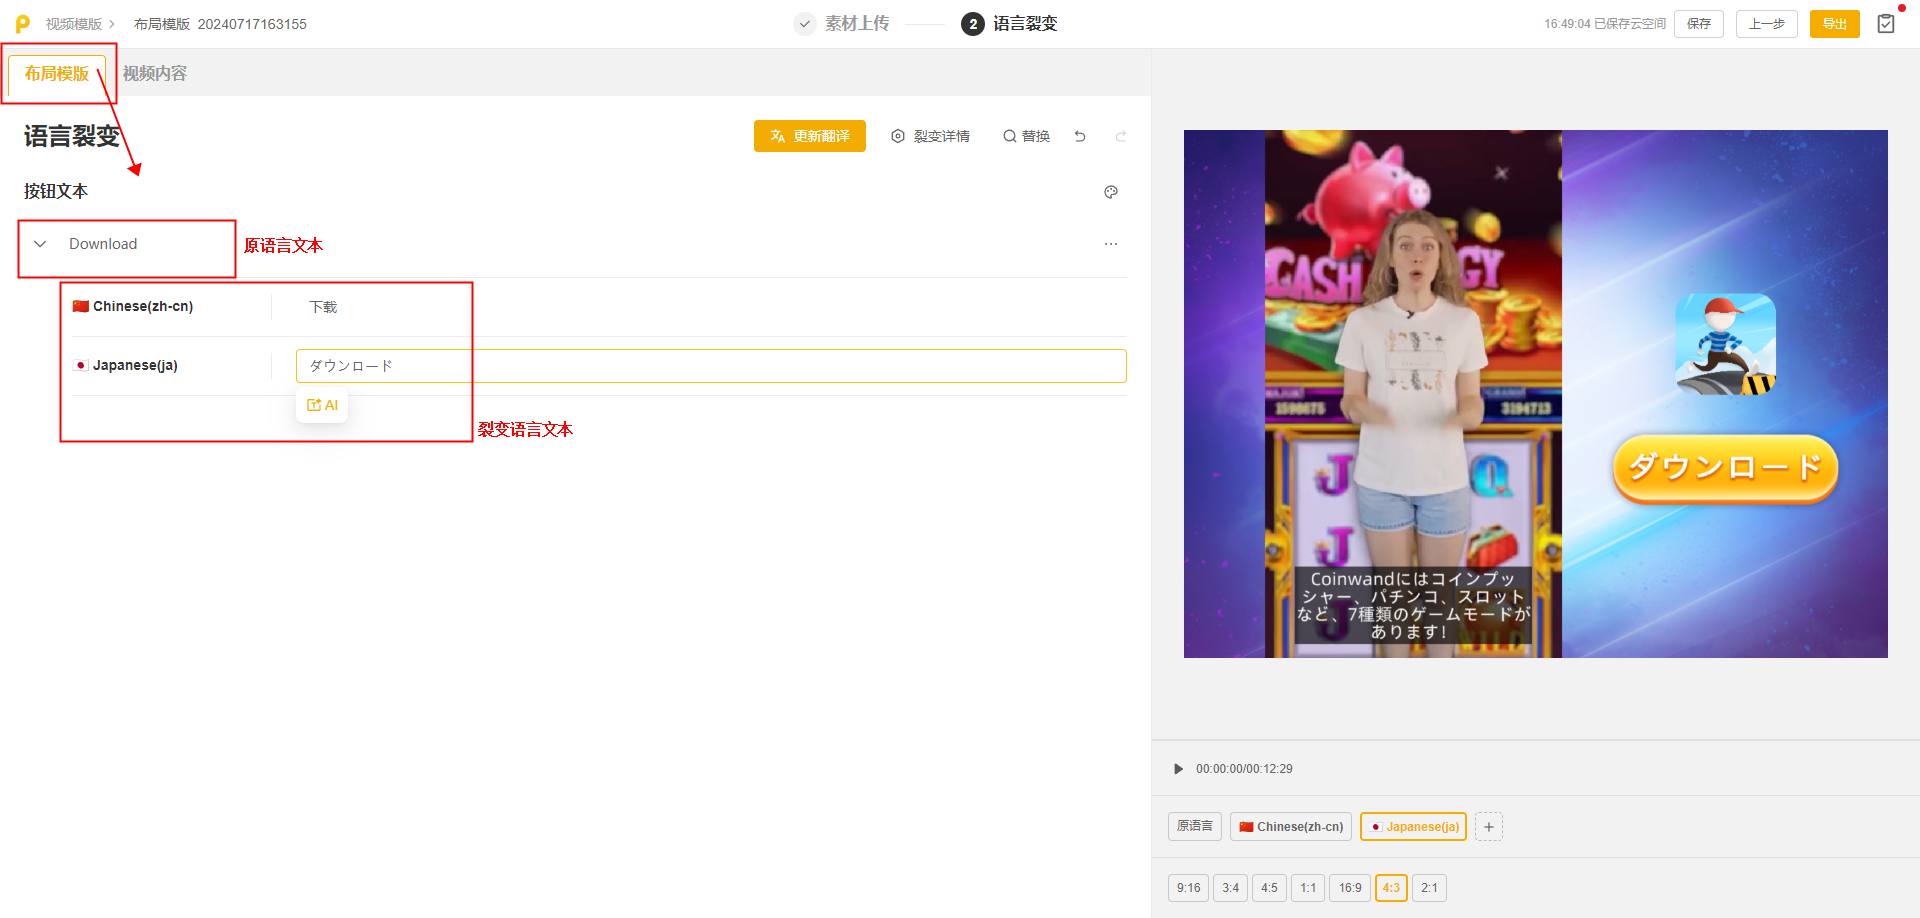 视频模版 > 布局模版 20240717163155
素材上传
2 语言裂变
16:49:04 已保存云空间
保存
上一步
导出
布局模版
视频内容
语言裂变
更新翻译
裂变详情
替换
按钮文本
Download
原语言文本
Chinese(zh-cn)
下载
Japanese(ja)
ダウンロード
AI
裂变语言文本
CASH
GY
1598675
3194713
J
Q
J
ダウンロード
Coinwandにはコインプッ
シャー、パチンコ、スロット
など、7種類のゲームモードが
あります!
WILD
00:00:00/00:12:29
原语言
Chinese(zh-cn)
Japanese(ja)
+
9:16
3:4
4:5
1:1
16:9
4:3
2:1